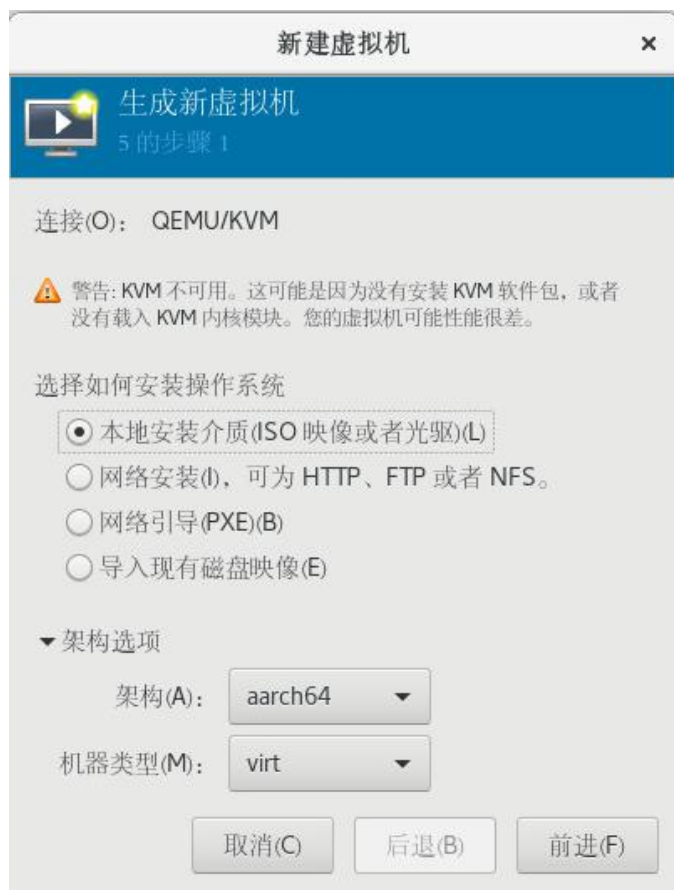 新建虚拟机 ×
生成新虚拟机
5 的步骤 1
连接(O)： QEMU/KVM
警告: KVM 不可用。这可能是因为没有安装 KVM 软件包，或者
没有载入 KVM 内核模块。您的虚拟机可能性能很差。
选择如何安装操作系统
本地安装介质(ISO 映像或者光驱)(L)
网络安装(I)，可为 HTTP、FTP 或者 NFS。
网络引导(PXE)(B)
导入现有磁盘映像(E)
架构选项
架构(A)： aarch64
机器类型(M)： virt
取消(C) 后退(B) 前进(F)